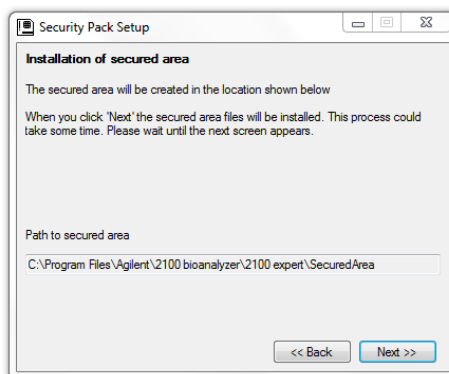 Security Pack Setup
Installation of secured area
The secured area will be created in the location shown below
When you click 'Next' the secured area files will be installed. This process could
take some time. Please wait until the next screen appears.
Path to secured area
C:\Program Files\Agilent\2100 bioanalyzer\2100 expert\SecuredArea
<< Back
Next >>